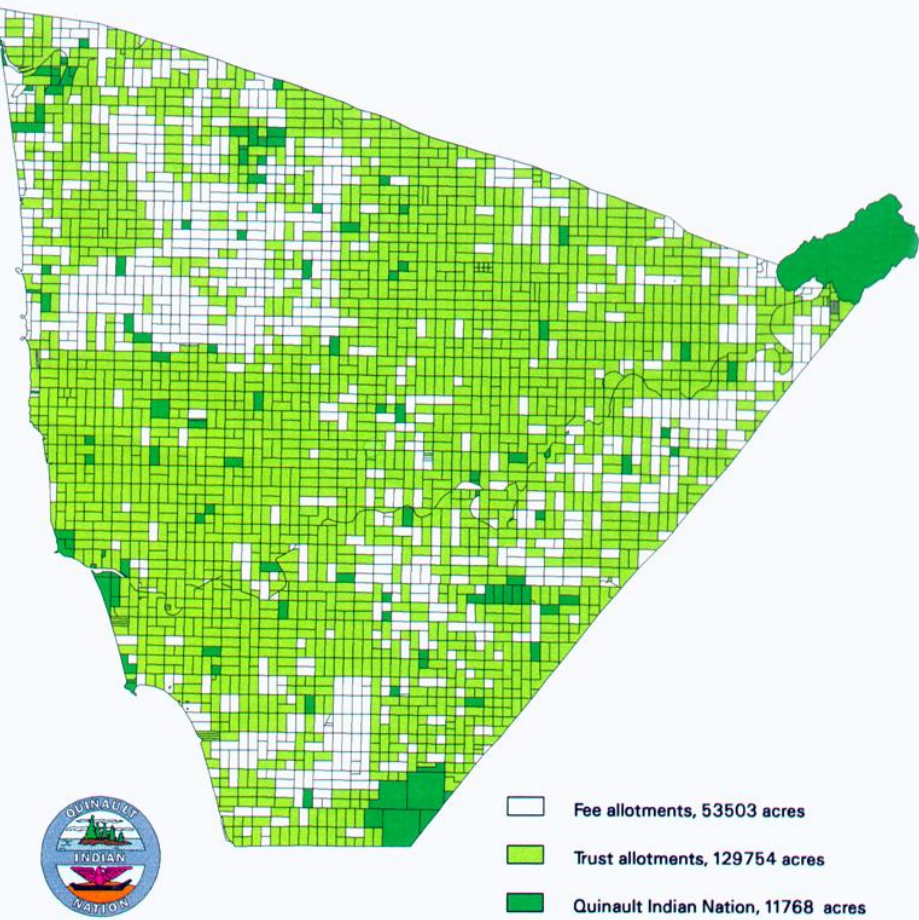 QUINAULT
INDIAN
NATION
Fee allotments, 53503 acres
Trust allotments, 129754 acres
Quinault Indian Nation, 11768 acres